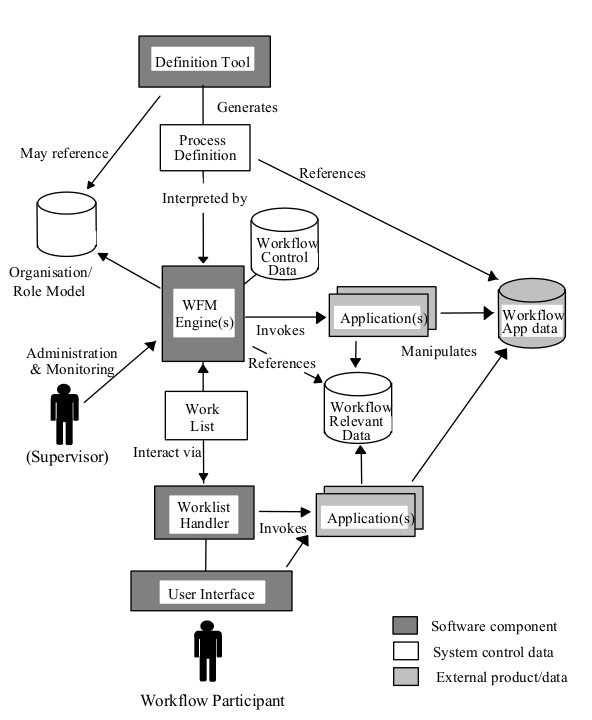 Definition Tool
Generates
Process
Definition
May reference
References
Interpreted by
Workflow
Control
Data
Organisation/
Role Model
WFM
Engine(s)
Application(s)
Workflow
App data
Invokes
Manipulates
Administration
& Monitoring
References
Work
List
Workflow
Relevant
Data
(Supervisor)
Interact via
Worklist
Handler
Application(s)
Invokes
User Interface
Software component
System control data
External product/data
Workflow Participant